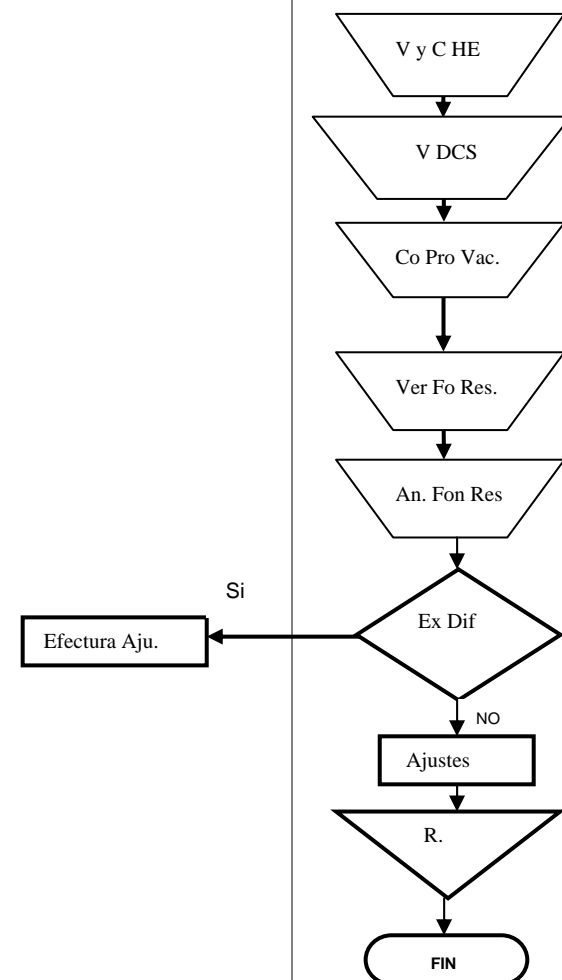 V y C HE
V DCS
Co Pro Vac.
Ver Fo Res.
An. Fon Res
Si
Ex Dif
Efectura Aju.
NO
Ajustes
R.
FIN